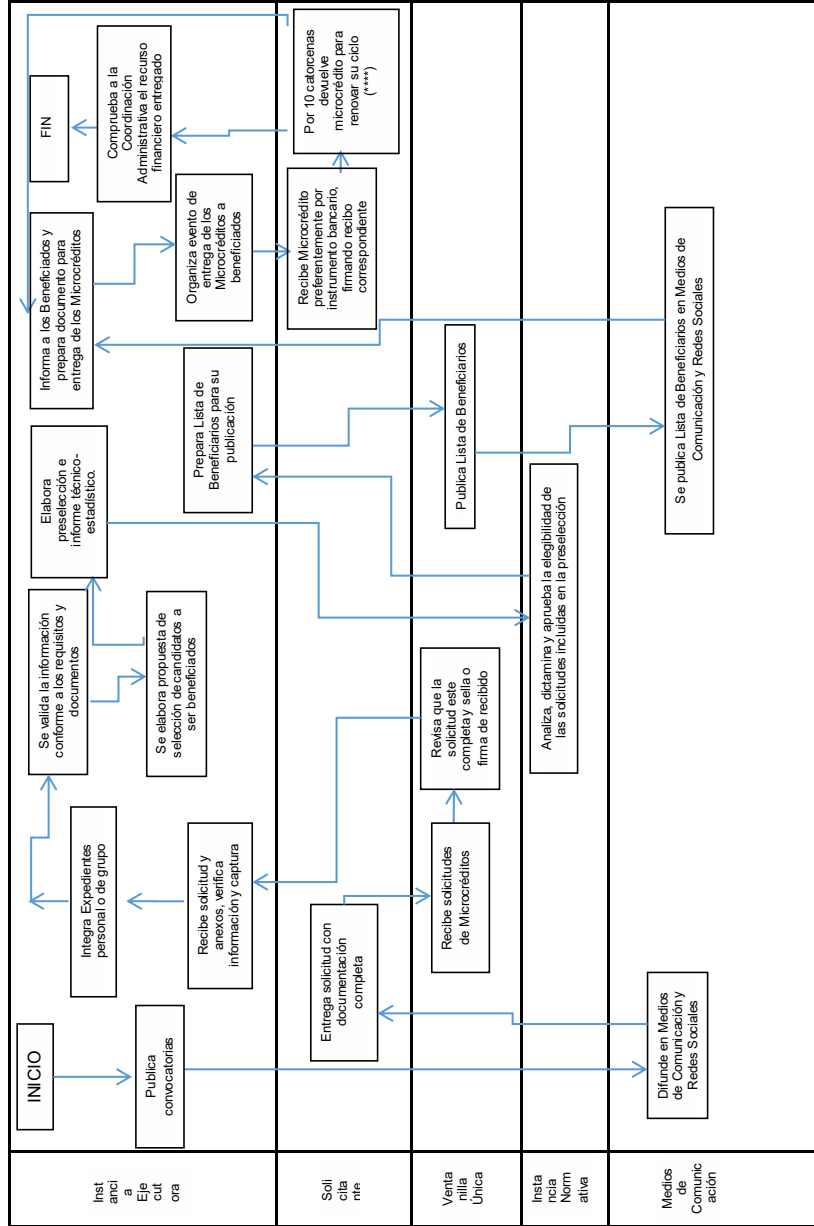 Inst
anci
a
Eje
cut
ora
INICIO
Publica
convocatorias
Integra Expedientes
personal o de grupo
Recibe solicitud y
anexos, verifica
información y captura
Se valida la información
conforme a los requisitos y
documentos
Se elabora propuesta de
selección de candidatos a
ser beneficiados
Elabora
preselección e
informe técnico-
estadístico.
Prepara Lista de
Beneficiarios para su
publicación
Informa a los Beneficiados y
prepara documento para
entrega de los Microcréditos
Organiza evento de
entrega de los
Microcréditos a
beneficiados
FIN
Comprueba a la
Coordinación
Administrativa el recurso
financiero entregado
Soli
cita
nte
Entrega solicitud con
documentación
completa
Recibe Microcrédito
preferentemente por
instrumento bancario,
firmando recibo
correspondiente
Por 10 catorcenas
devuelve
microcrédito para
renovar su ciclo
(****)
Venta
nilla
Única
Recibe solicitudes
de Microcréditos
Revisa que la
solicitud este
completa y sella o
firma de recibido
Publica Lista de Beneficiarios
Insta
ncia
Norm
ativa
Analiza, dictamina y aprueba la elegibilidad de
las solicitudes incluidas en la preselección
Medios
de
Comunic
ación
Difunde en Medios
de Comunicación y
Redes Sociales
Se publica Lista de Beneficiarios en Medios de
Comunicación y Redes Sociales